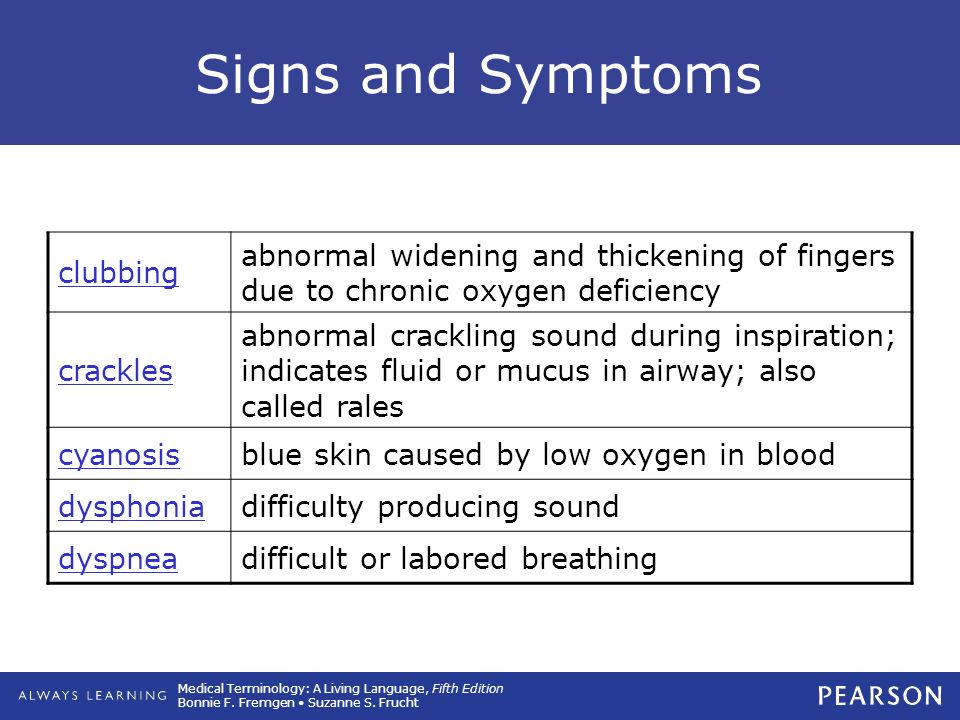 Signs and Symptoms
clubbing
abnormal widening and thickening of fingers
due to chronic oxygen deficiency
crackles
abnormal crackling sound during inspiration;
indicates fluid or mucus in airway; also
called rales
cyanosis
blue skin caused by low oxygen in blood
dysphonia
difficulty producing sound
dyspnea
difficult or labored breathing
ALWAYS LEARNING
Medical Terminology: A Living Language, Fifth Edition
Bonnie F. Fremgen • Suzanne S. Frucht
PEARSON